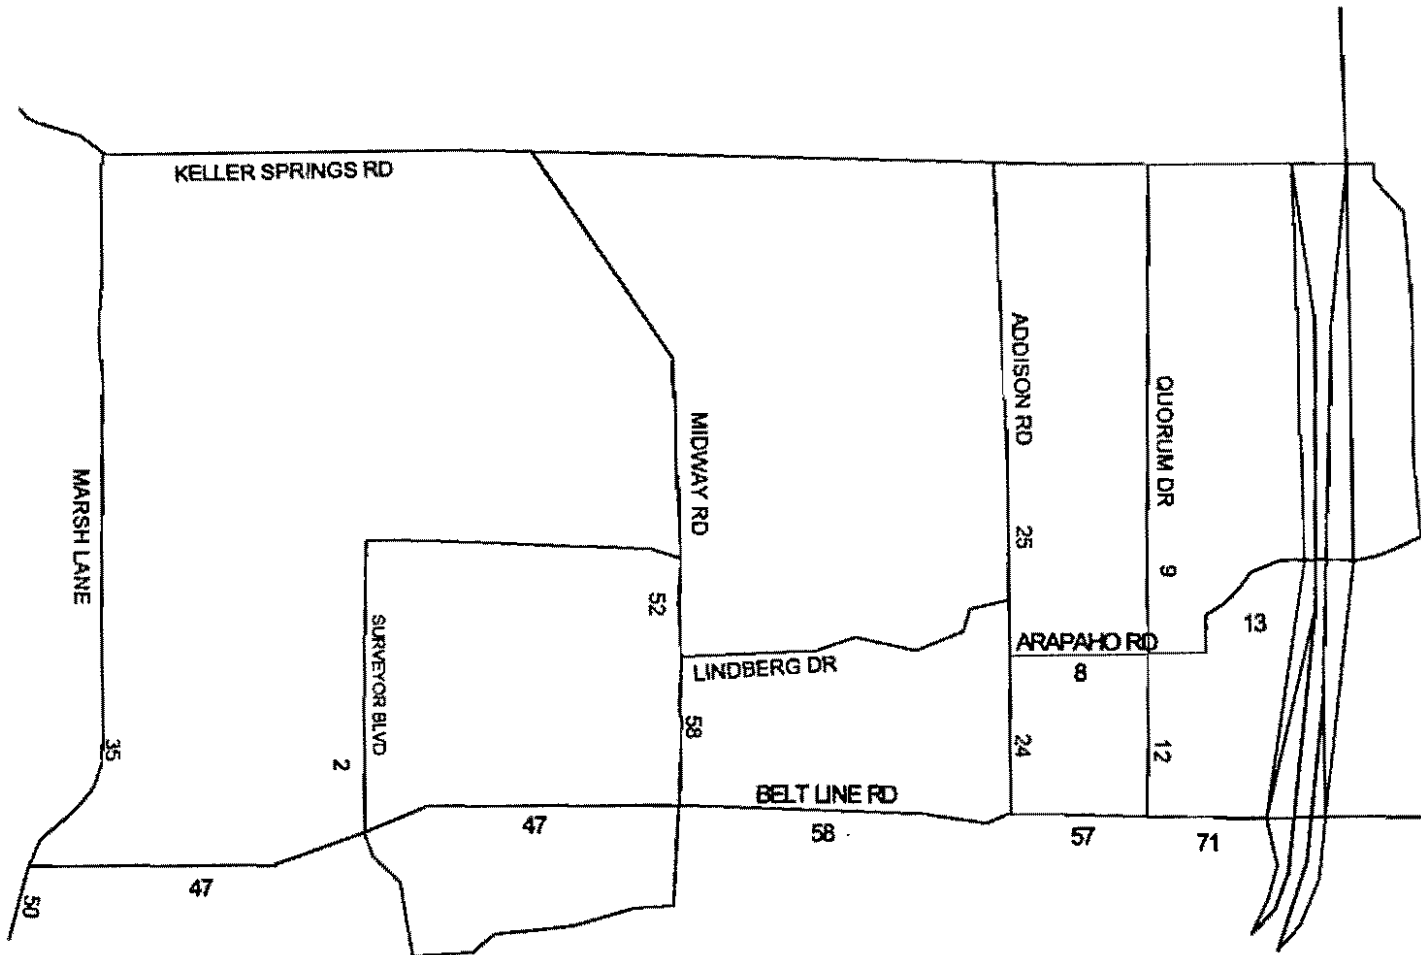 KELLER SPRINGS RD
ADDISON RD
QUORUM DR
MIDWAY RD
MARSH LANE
25
9
52
SURVEYOR BLVD
13
ARAPAHO RD
LINDBERG DR
8
58
35
24
12
2
BELT LINE RD
47
58
57
71
47
50